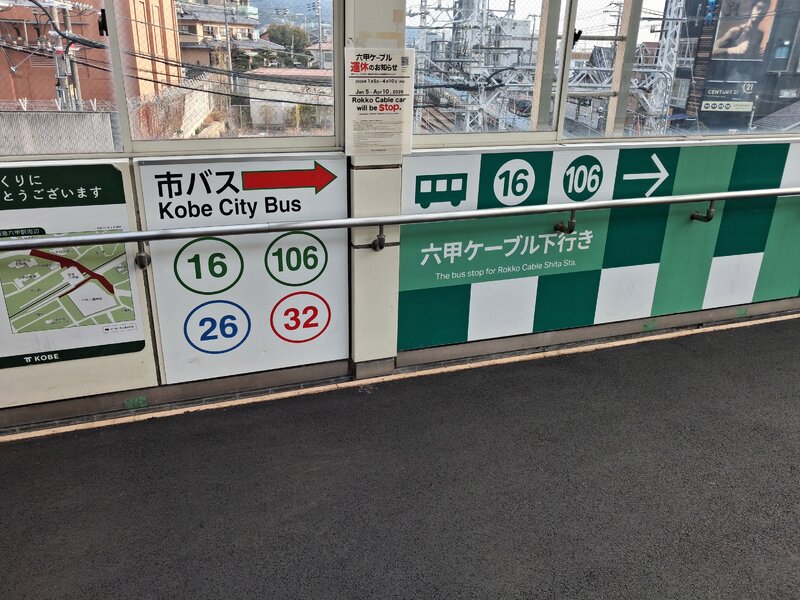 くりに
とうございます
KOBE
市バス
Kobe City Bus
16
106
26
32
六甲ケーブル
運休のお知らせ
Jan 5 - Apr 10, 2026
Rokko Cable car
will be Stop.
16
106
六甲ケーブル下行き
The bus stop for Rokko Cable Shita Sta.
CENTURY 21